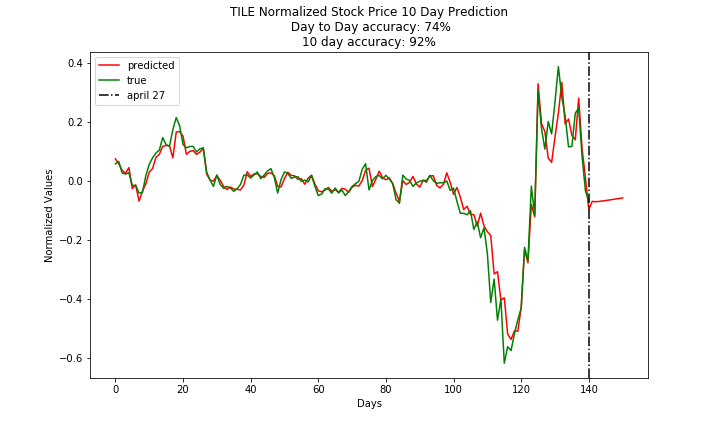 TILE Normalized Stock Price 10 Day Prediction
Day to Day accuracy: 74%
10 day accuracy: 92%
predicted
true
april 27
0.4
0.2
0.0
−0.2
−0.4
−0.6
Normalized Values
0 20 40 60 80 100 120 140
Days